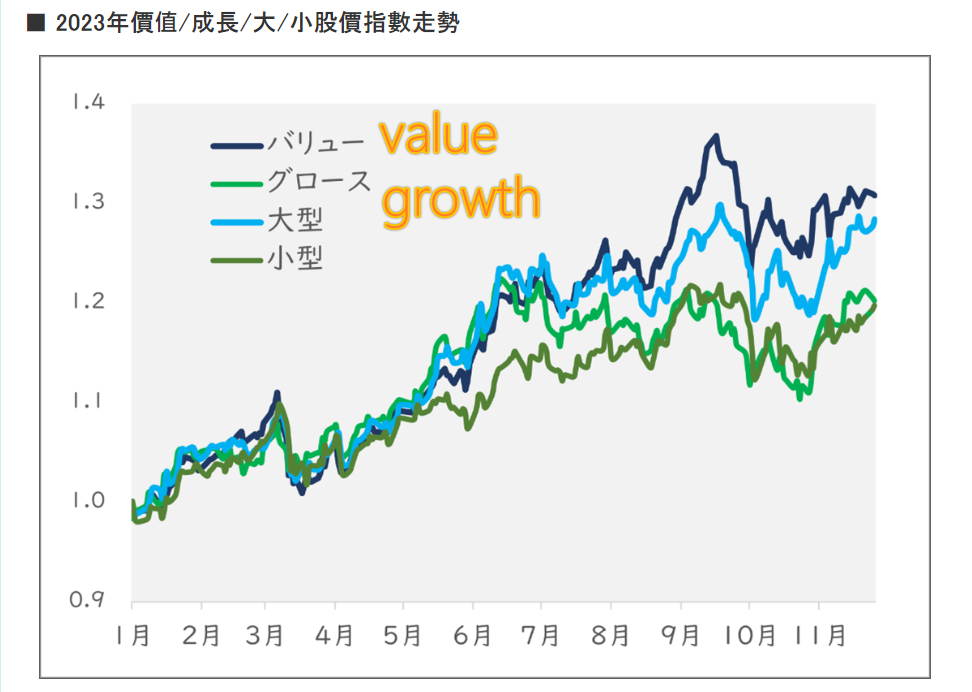 ■ 2023年價值/成長/大/小股價指數走勢
1.4
1.3
1.2
1.1
1.0
0.9
バリュー value
グロース growth
大型
小型
1月 2月 3月 4月 5月 6月 7月 8月 9月 10月 11月